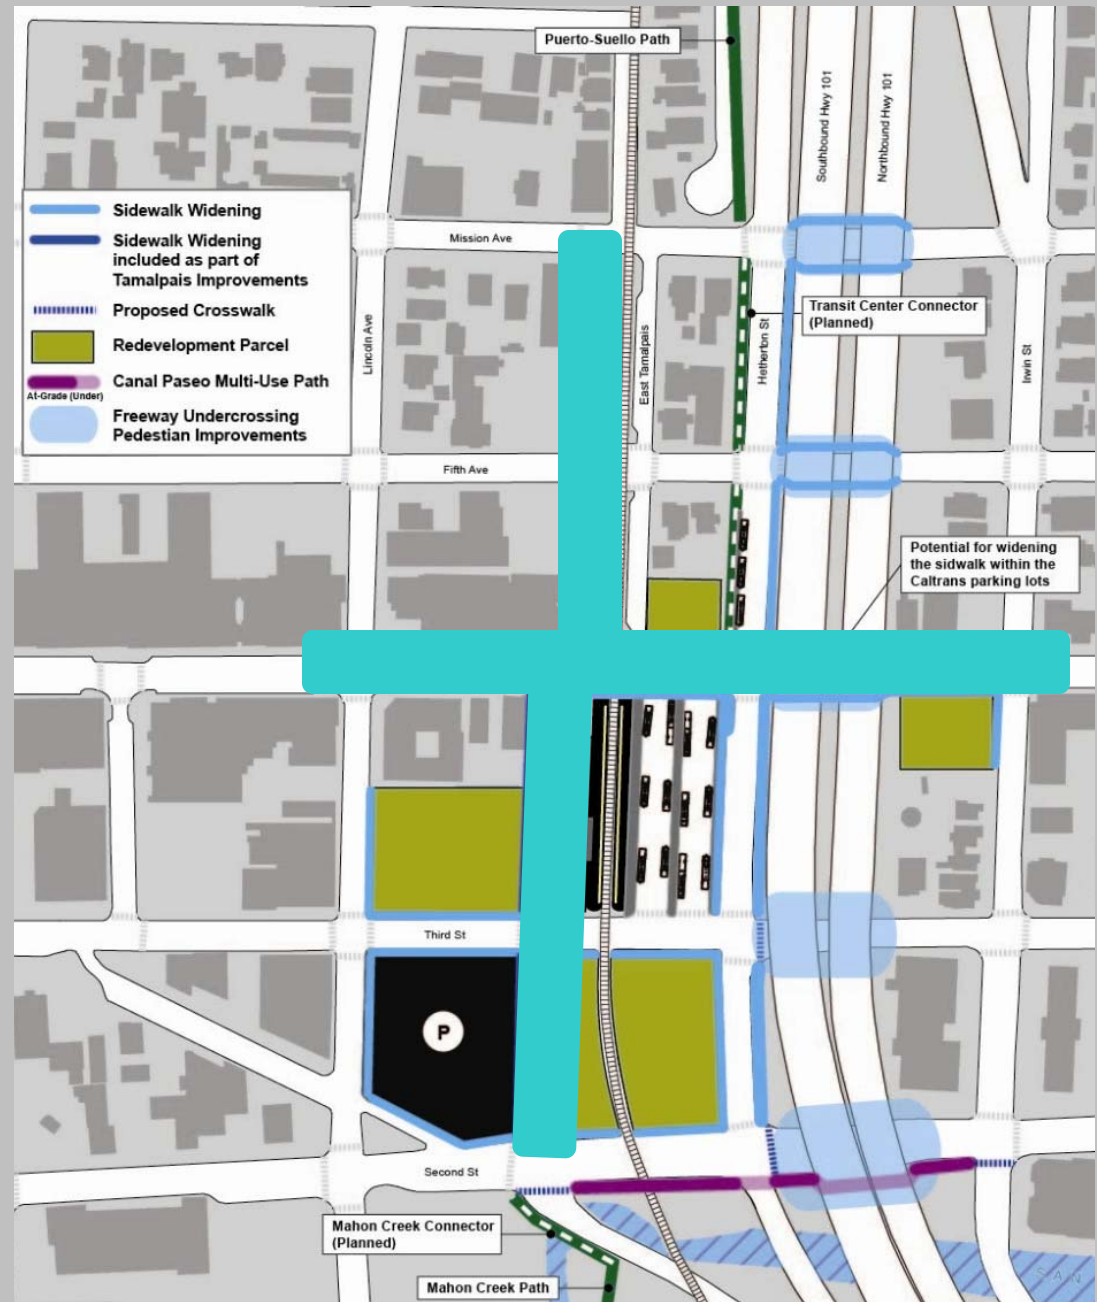 Puerto-Suello Path
Southbound Hwy 101
Northbound Hwy 101
Sidewalk Widening
Sidewalk Widening
included as part of
Tamalpais Improvements
Proposed Crosswalk
Redevelopment Parcel
Canal Paseo Multi-Use Path
At-Grade (Under)
Freeway Undercrossing
Pedestian Improvements
Mission Ave
Transit Center Connector
(Planned)
Lincoln Ave
East Tamalpais
Hetherton St
Irwin St
Fifth Ave
Potential for widening
the sidwalk within the
Caltrans parking lots
Third St
P
Second St
Mahon Creek Connector
(Planned)
Mahon Creek Path
S A N